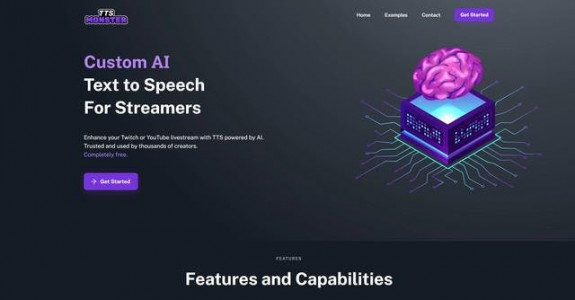 TTS
MONSTER
Home Examples Contact Get Started
Custom AI
Text to Speech
For Streamers
Enhance your Twitch or YouTube livestream with TTS powered by AI.
Trusted and used by thousands of creators.
Completely free.
Get Started
FEATURES
Features and Capabilities